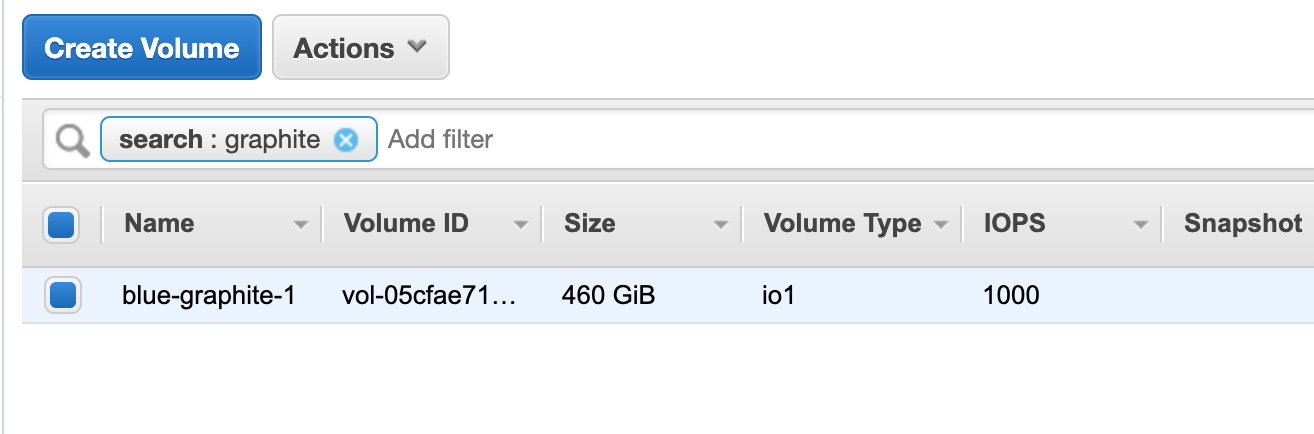 Create Volume Actions
search : graphite Add filter
Name Volume ID Size Volume Type IOPS Snapshot
blue-graphite-1 vol-05cfae71... 460 GiB io1 1000